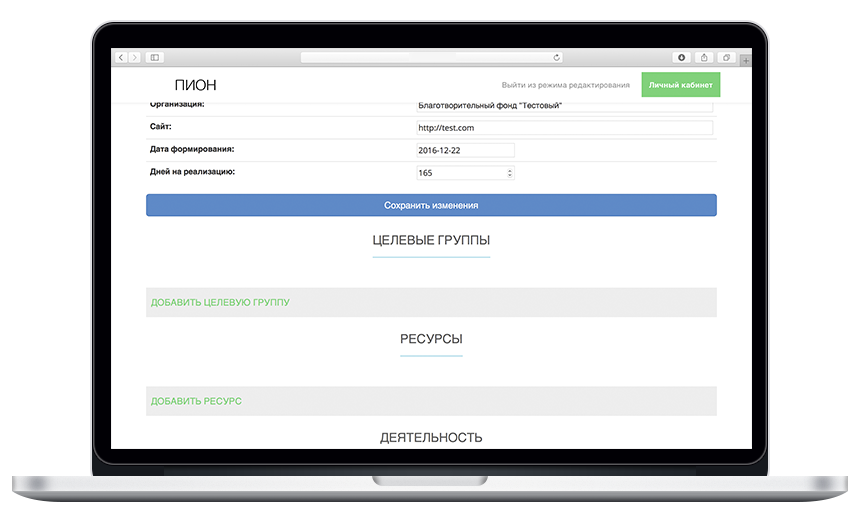 ПИОН
Выйти из режима редактирования
Личный кабинет
Организация: Благотворительный фонд "Тестовый"
Сайт: http://test.com
Дата формирования: 2016-12-22
Дней на реализацию: 165
Сохранить изменения
ЦЕЛЕВЫЕ ГРУППЫ
ДОБАВИТЬ ЦЕЛЕВУЮ ГРУППУ
РЕСУРСЫ
ДОБАВИТЬ РЕСУРС
ДЕЯТЕЛЬНОСТЬ